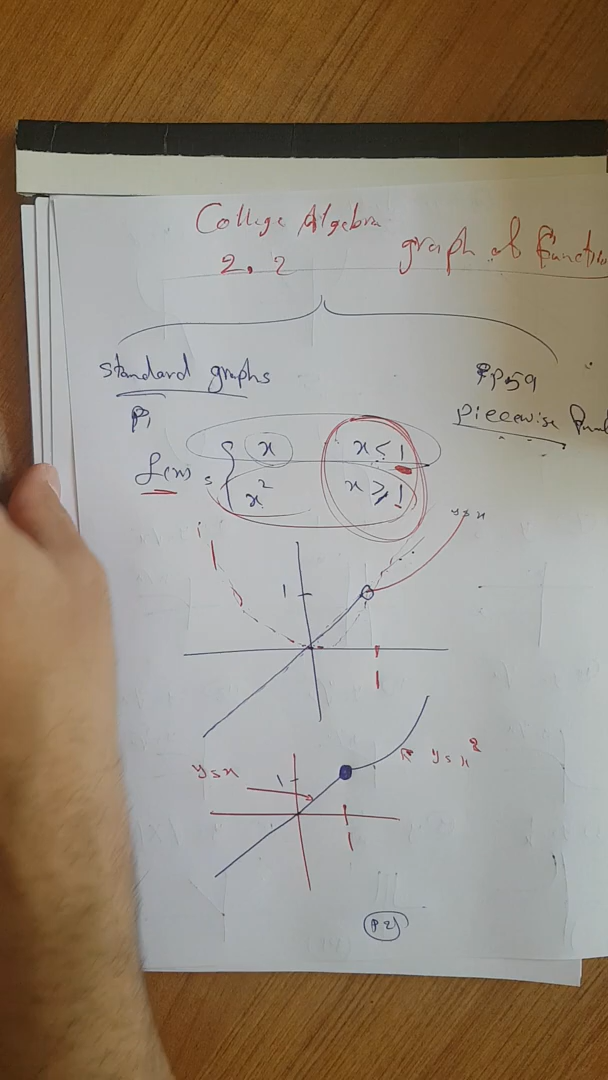 College Algebra
2.2 graph of Functio
standard graphs
P1
PP59
Piecewise Fun
f(x) = { x x < 1
x² x ≥ 1
y = x
1
1
y = x
1
y = x²
1
P2